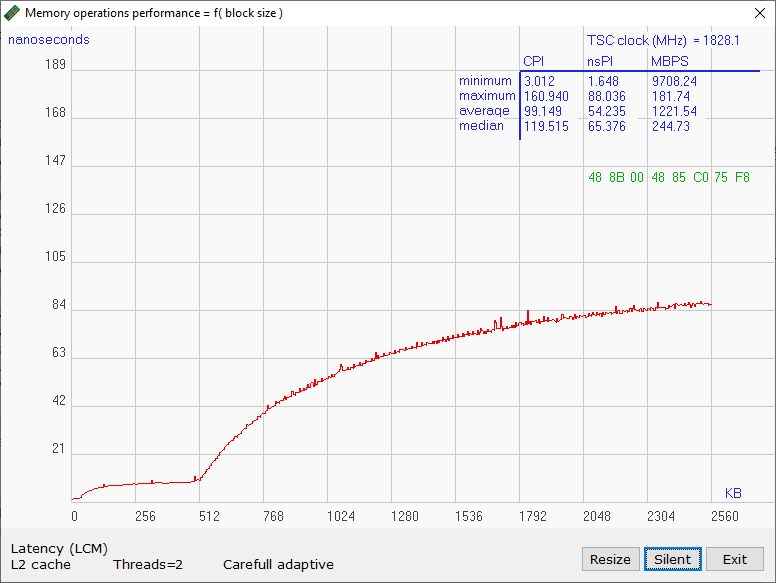 Memory operations performance = f( block size )
nanoseconds
TSC clock (MHz) = 1828.1
CPI nsPI MBPS
minimum 3.012 1.648 9708.24
maximum 160.940 88.036 181.74
average 99.149 54.235 1221.54
median 119.515 65.376 244.73
48 8B 00 48 85 C0 75 F8
189
168
147
126
105
84
63
42
21
KB
0 256 512 768 1024 1280 1536 1792 2048 2304 2560
Latency (LCM)
L2 cache Threads=2 Carefull adaptive
Resize Silent Exit